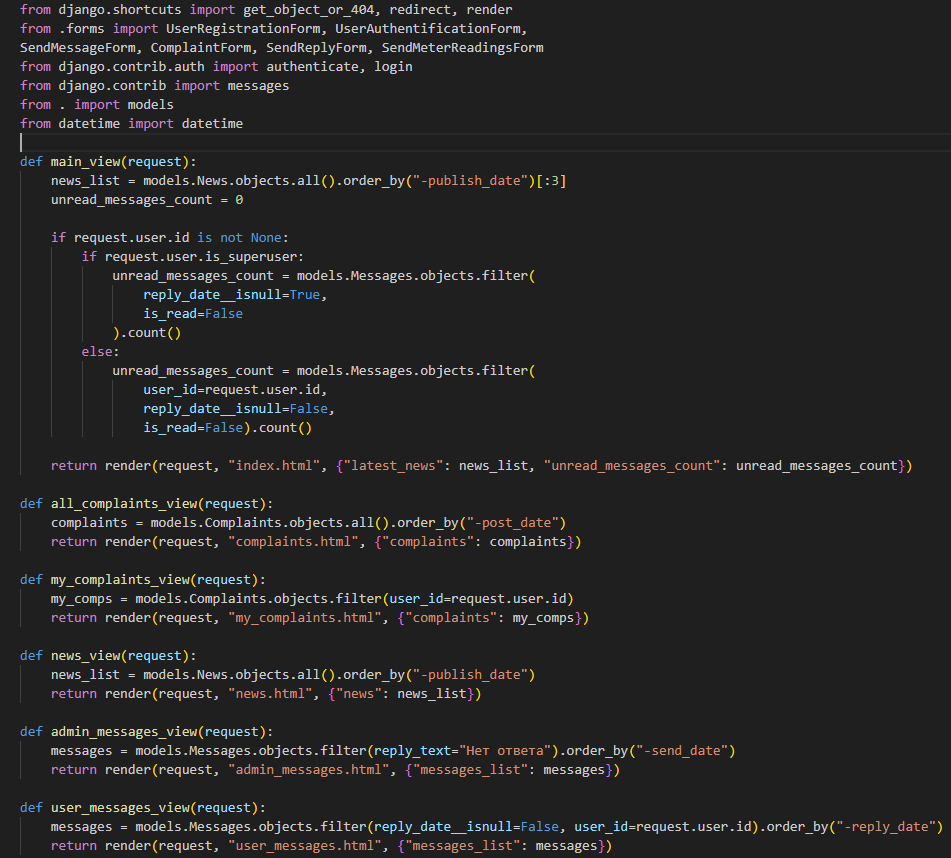 from django.shortcuts import get_object_or_404, redirect, render
from .forms import UserRegistrationForm, UserAuthentificationForm,
SendMessageForm, ComplaintForm, SendReplyForm, SendMeterReadingsForm
from django.contrib.auth import authenticate, login
from django.contrib import messages
from . import models
from datetime import datetime

def main_view(request):
    news_list = models.News.objects.all().order_by("-publish_date")[:3]
    unread_messages_count = 0

    if request.user.id is not None:
        if request.user.is_superuser:
            unread_messages_count = models.Messages.objects.filter(
                reply_date__isnull=True,
                is_read=False
            ).count()
        else:
            unread_messages_count = models.Messages.objects.filter(
                user_id=request.user.id,
                reply_date__isnull=False,
                is_read=False).count()

    return render(request, "index.html", {"latest_news": news_list, "unread_messages_count": unread_messages_count})

def all_complaints_view(request):
    complaints = models.Complaints.objects.all().order_by("-post_date")
    return render(request, "complaints.html", {"complaints": complaints})

def my_complaints_view(request):
    my_comps = models.Complaints.objects.filter(user_id=request.user.id)
    return render(request, "my_complaints.html", {"complaints": my_comps})

def news_view(request):
    news_list = models.News.objects.all().order_by("-publish_date")
    return render(request, "news.html", {"news": news_list})

def admin_messages_view(request):
    messages = models.Messages.objects.filter(reply_text="Нет ответа").order_by("-send_date")
    return render(request, "admin_messages.html", {"messages_list": messages})

def user_messages_view(request):
    messages = models.Messages.objects.filter(reply_date__isnull=False, user_id=request.user.id).order_by("-reply_date")
    return render(request, "user_messages.html", {"messages_list": messages})